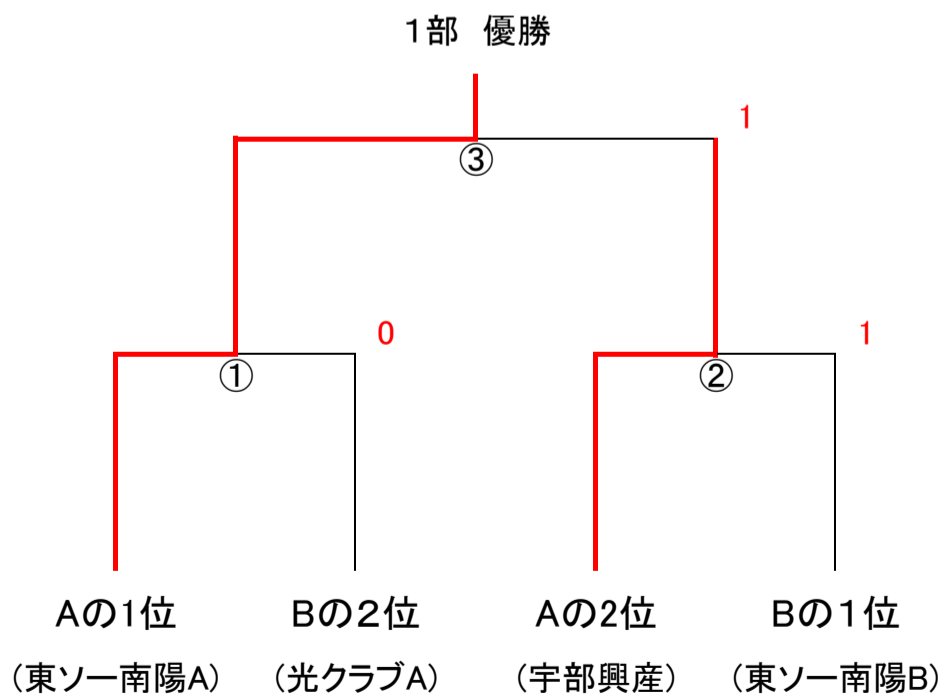 1部 優勝
1
③
0
1
①
②
Aの1位
Bの2位
Aの2位
Bの1位
(東ソー南陽A)
(光クラブA)
(宇部興産)
(東ソー南陽B)